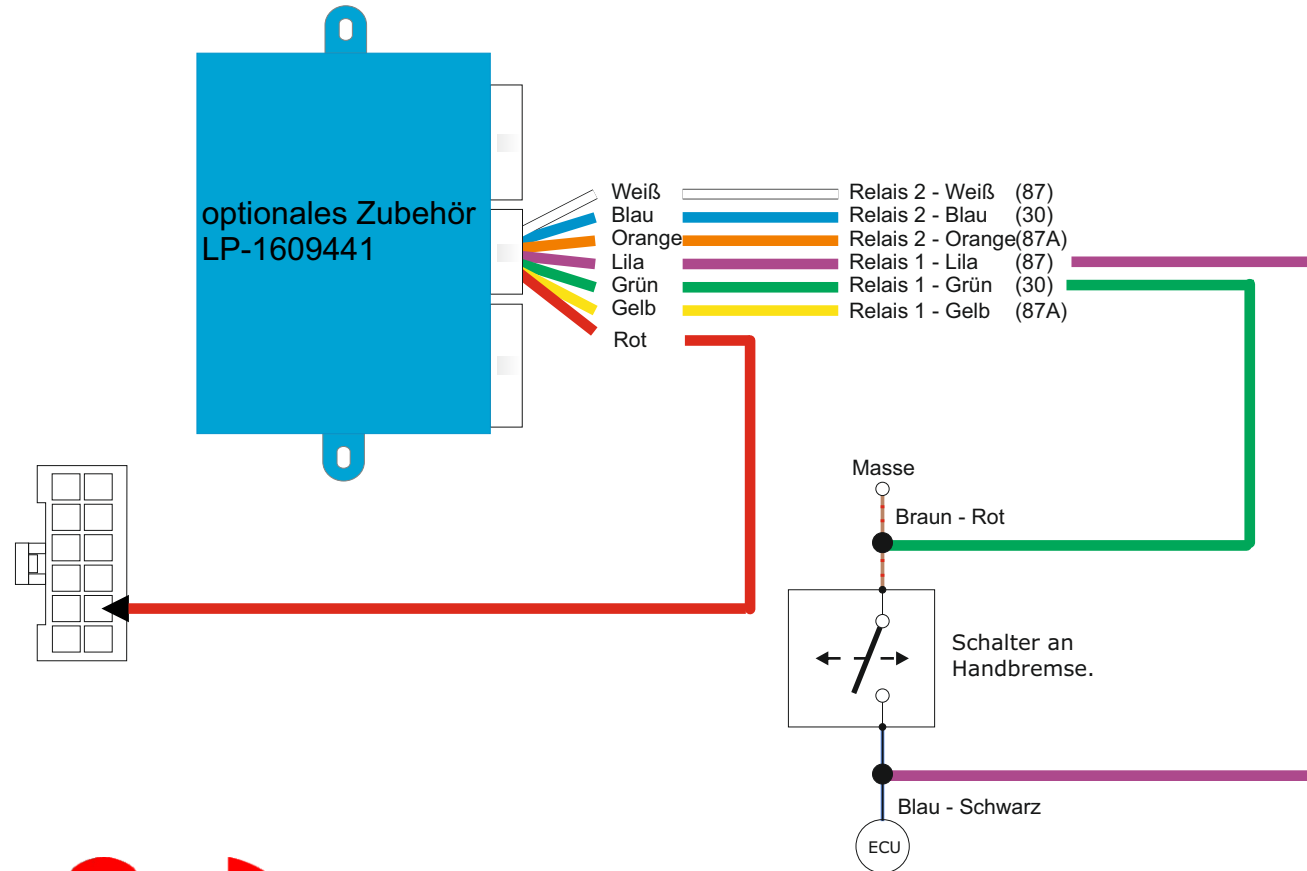 optionales Zubehör
LP-1609441
Weiß Relais 2 - Weiß (87)
Blau Relais 2 - Blau (30)
Orange Relais 2 - Orange(87A)
Lila Relais 1 - Lila (87)
Grün Relais 1 - Grün (30)
Gelb Relais 1 - Gelb (87A)
Rot
Masse
Braun - Rot
Schalter an
Handbremse.
Blau - Schwarz
ECU